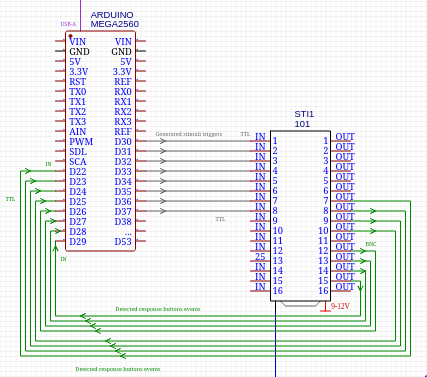 USB-A
ARDUINO
MEGA2560
VIN VIN
GND GND
5V 5V
3.3V 3.3V
RST REF
TX0 RX0
TX1 RX1
TX2 RX2
TX3 RX3
AIN REF
PWM D30
SDL D31
SCA D32
D22 D33
D23 D34
D24 D35
D25 D36
D26 D37
D27 D38
D28 ...
D29 D53
IN
TTL
IN
Generated stimuli triggers
TTL
TTL
STI1
101
IN 1 1 OUT
IN 2 2 OUT
IN 3 3 OUT
IN 4 4 OUT
IN 5 5 OUT
IN 6 6 OUT
IN 7 7 OUT
IN 8 8 OUT
IN 9 9 OUT
IN 10 10 OUT
IN 11 11 OUT
IN 12 12 OUT
25 13 13 OUT
IN 14 14 OUT
IN 15 15 OUT
IN 16 16 OUT
BNC
9-12V
Detected response buttons events
Detected response buttons events